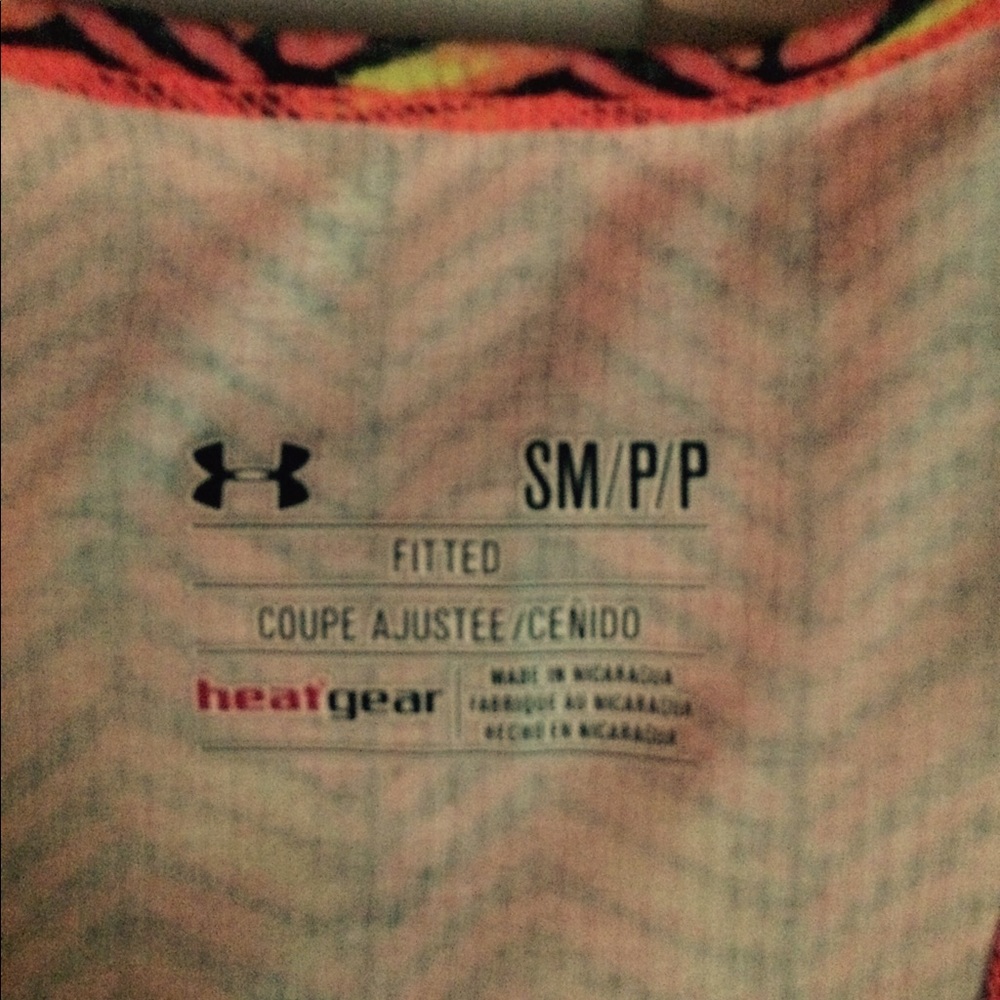 SM/P/P
FITTED
COUPE AJUSTEE/CEÑIDO
heatgear
MADE IN NICARAGUA
FABRIQUE AU NICARAGUA
HECHO EN NICARAGUA